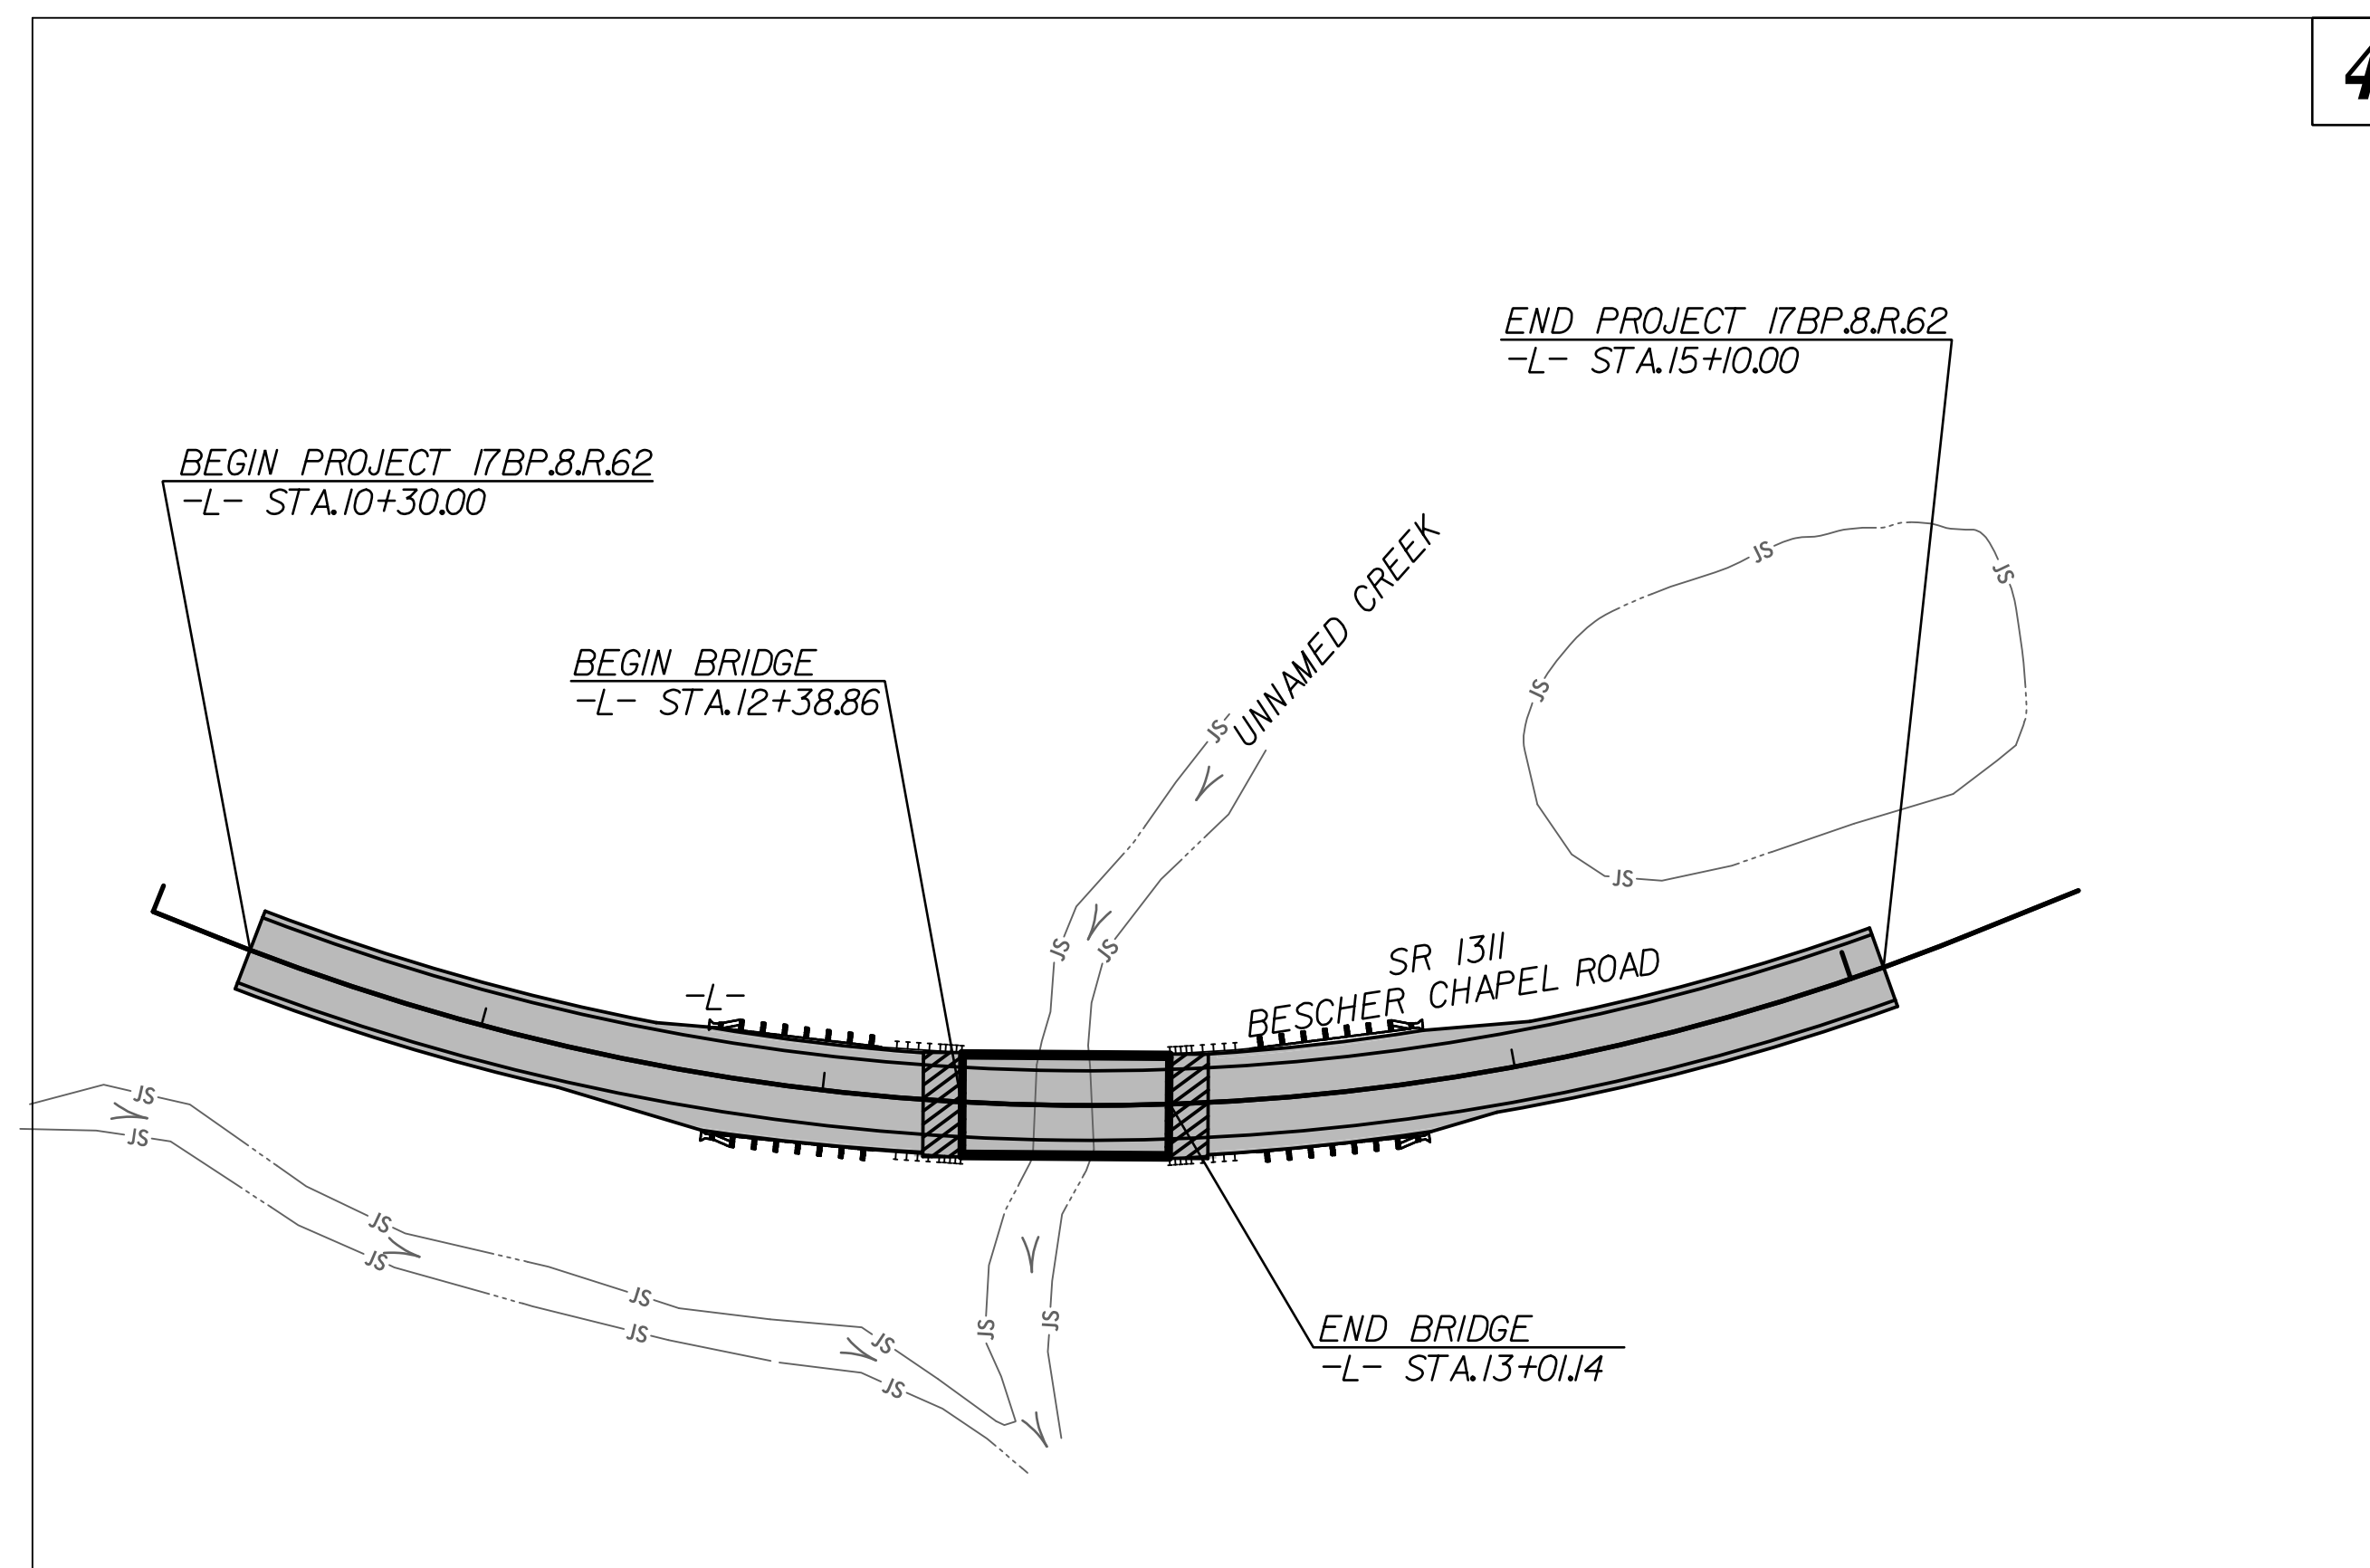 4
END PROJECT 17BP.8.R.62
-L- STA.15+10.00
BEGIN PROJECT 17BP.8.R.62
-L- STA.10+30.00
UNNAMED CREEK
BEGIN BRIDGE
-L- STA.12+38.86
JS
JS
JS
JS
JS
JS
JS
SR 1311
BESCHER CHAPEL ROAD
-L-
JS
JS
JS
JS
JS
JS
JS
JS
JS
JS
END BRIDGE
-L- STA.13+01.14